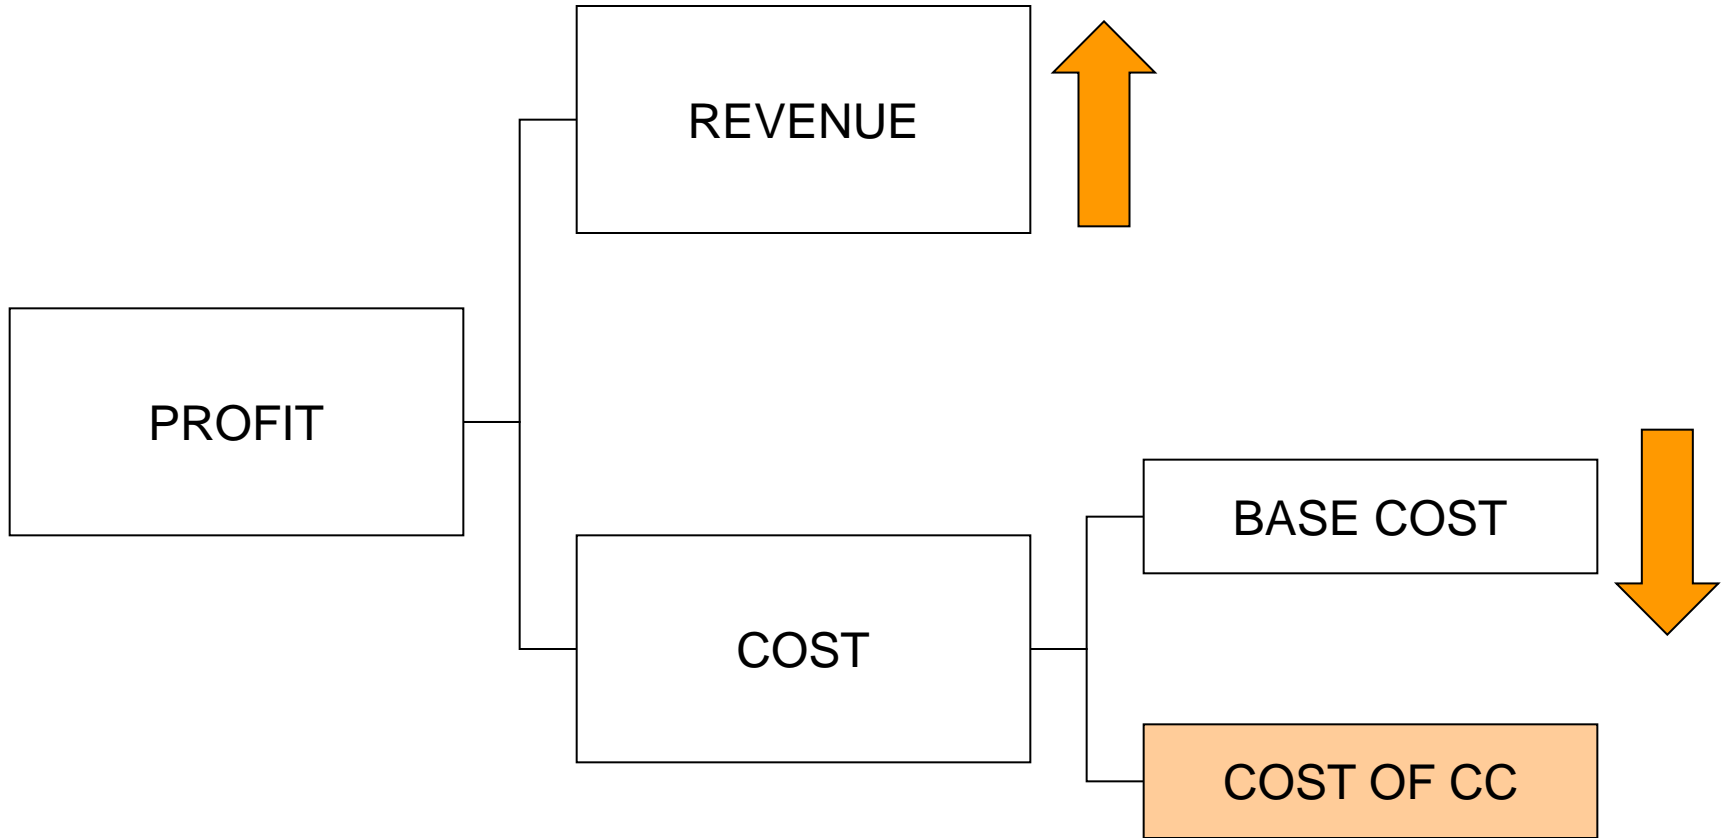 REVENUE
PROFIT
BASE COST
COST
COST OF CC